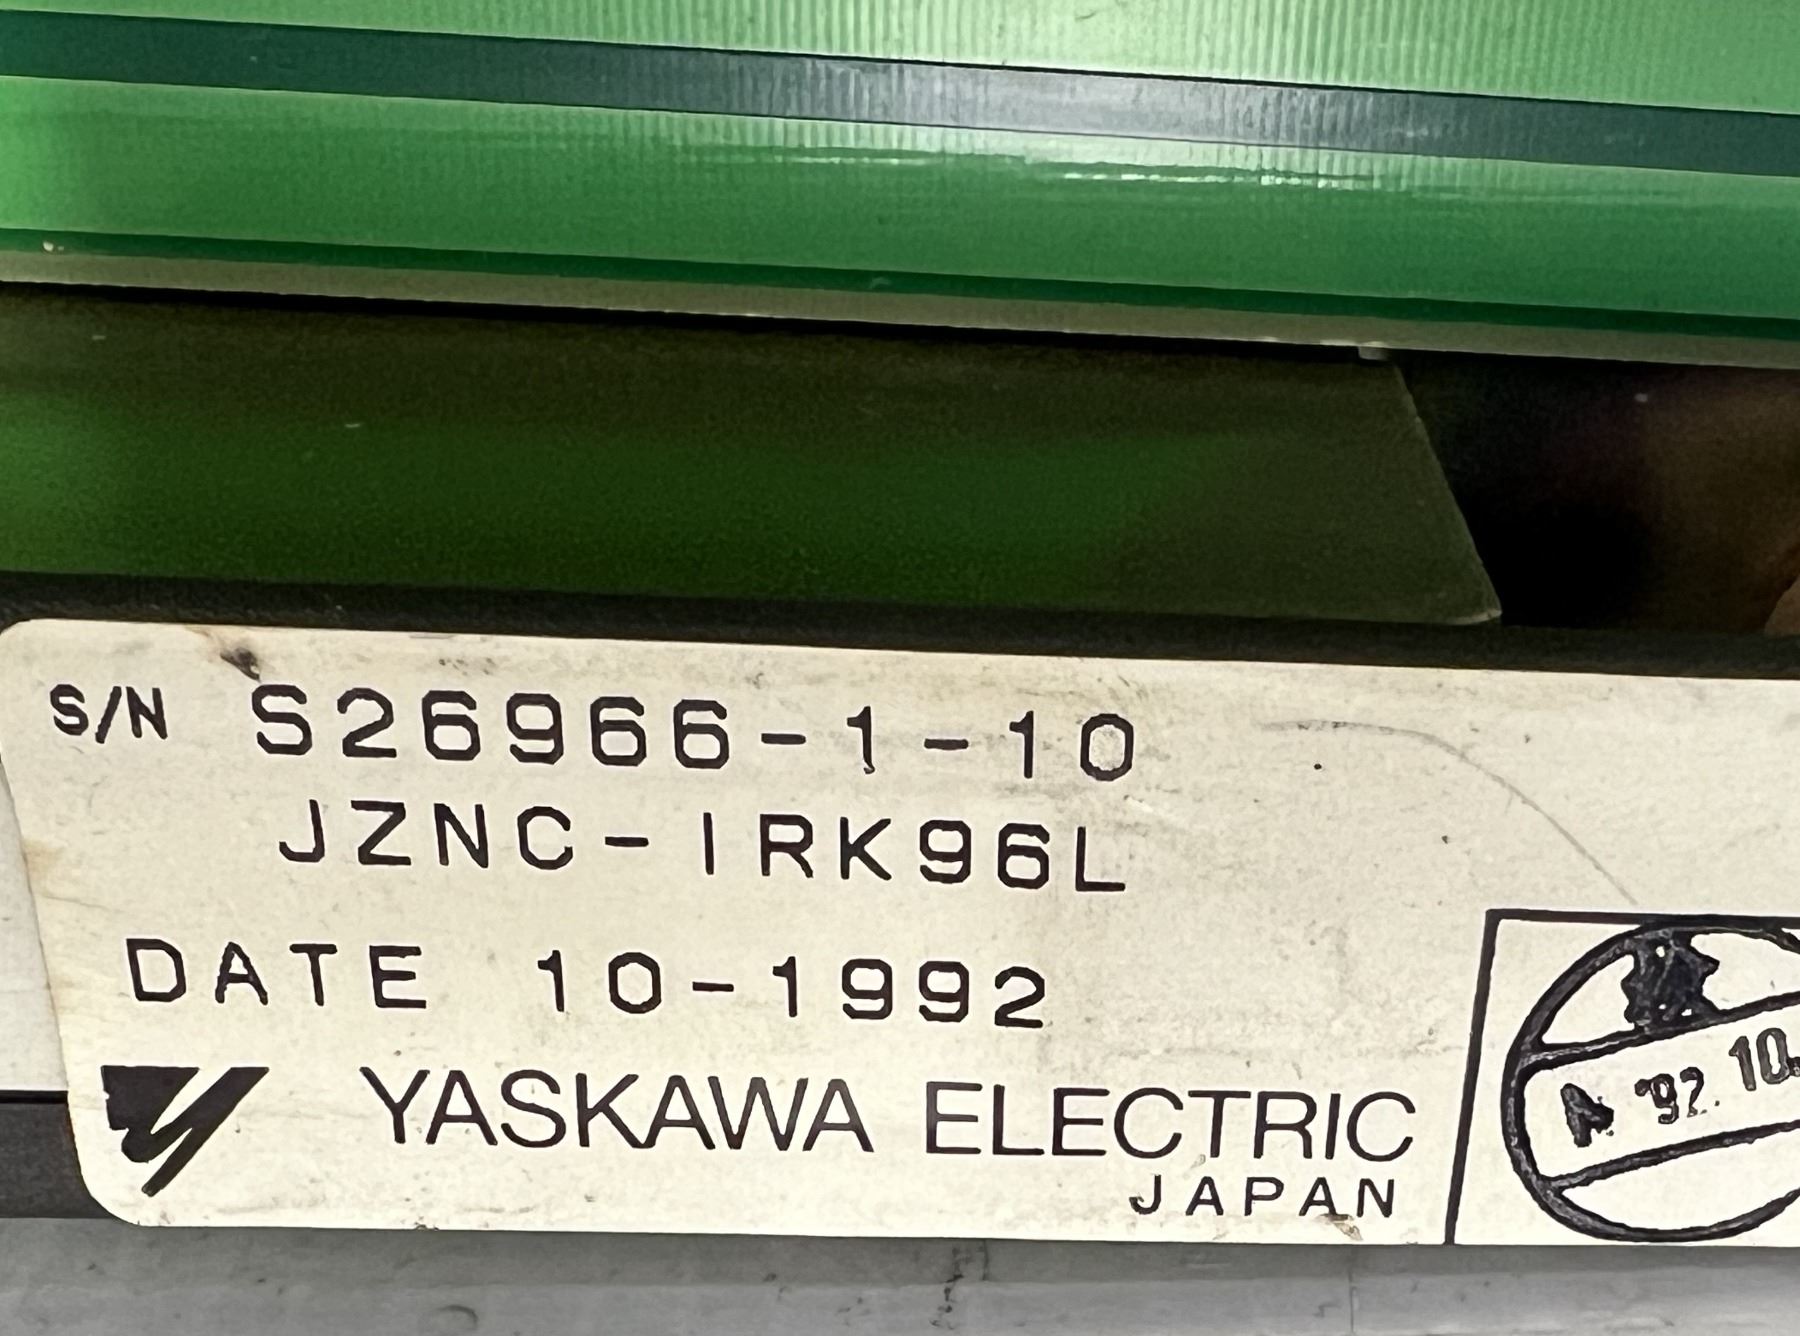 S/N S26966-1-10
JZNC-IRK96L
DATE 10-1992
YASKAWA ELECTRIC
JAPAN
'92.10.